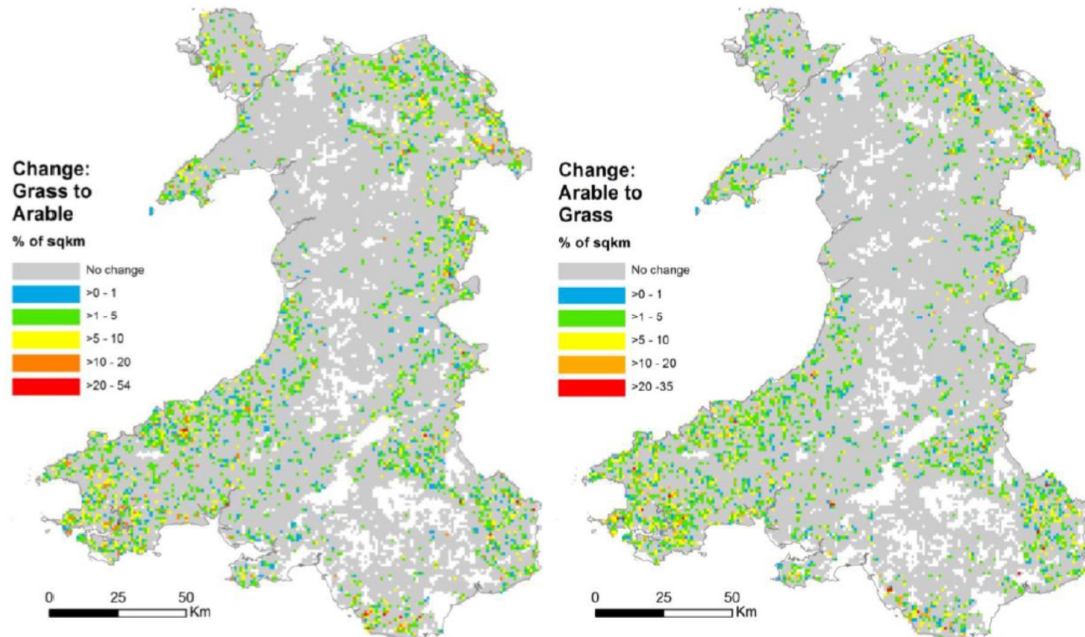 Change:
Grass to
Arable
% of sqkm
No change
>0 - 1
>1 - 5
>5 - 10
>10 - 20
>20 - 54
0 25 50
Km
Change:
Arable to
Grass
% of sqkm
No change
>0 - 1
>1 - 5
>5 - 10
>10 - 20
>20 -35
0 25 50
Km